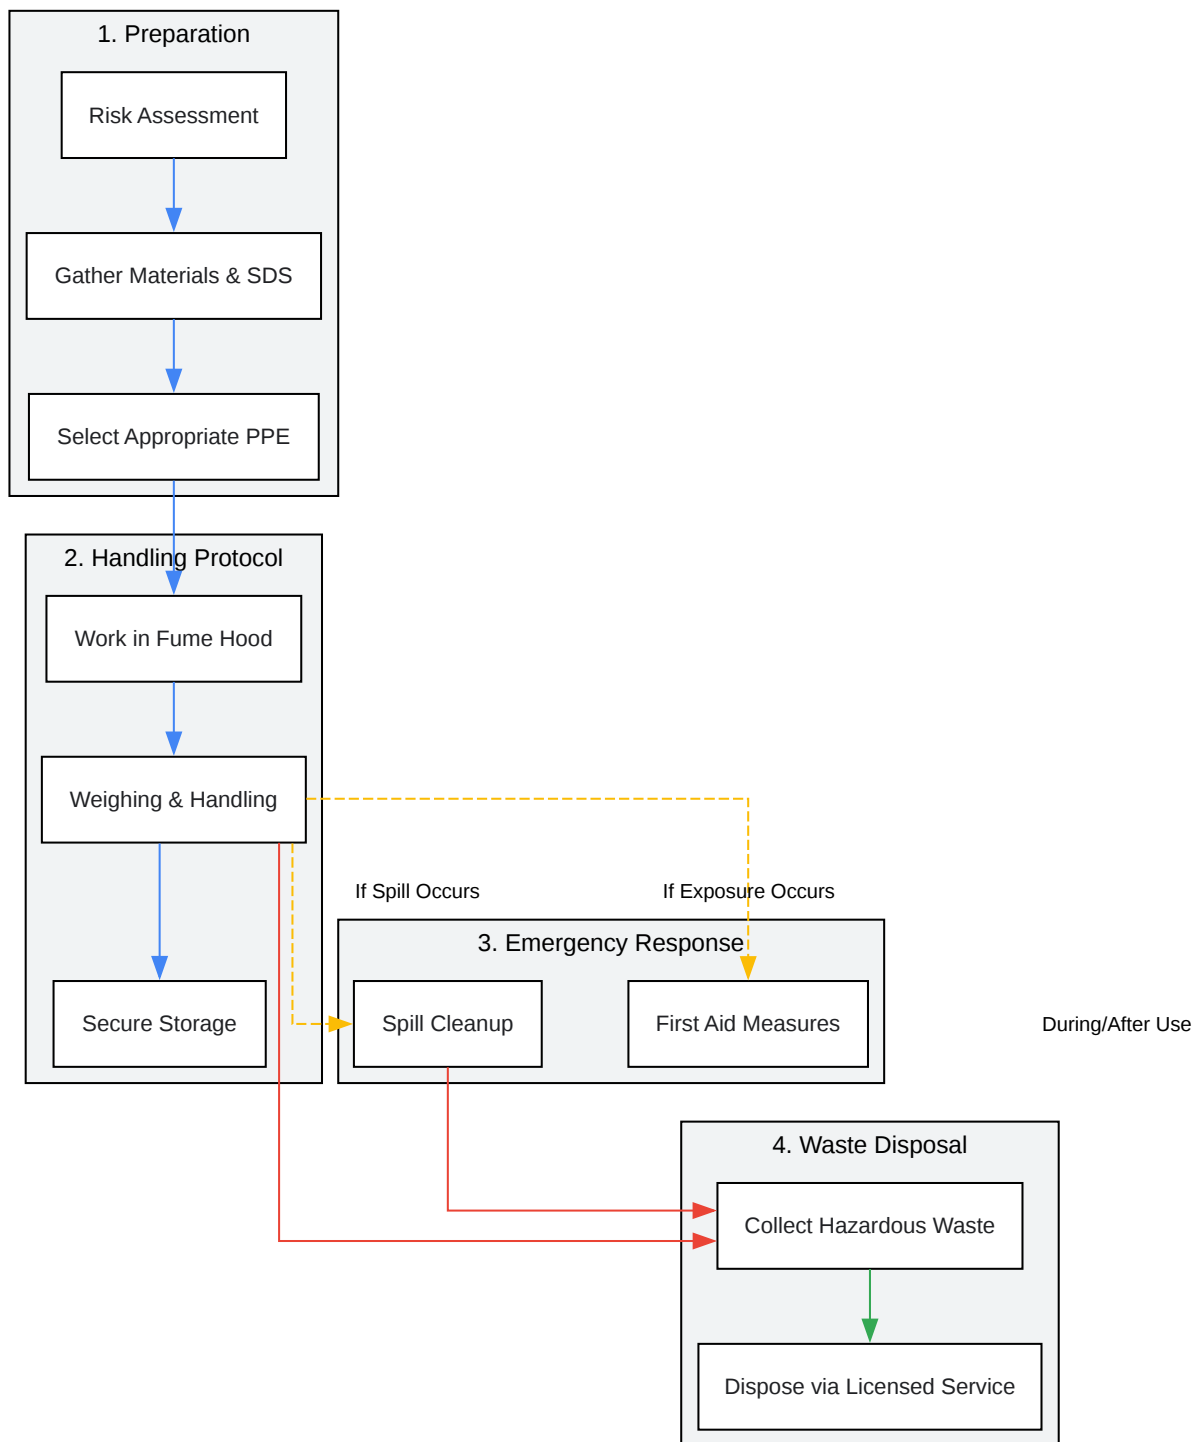 1. Preparation
Risk Assessment
Gather Materials & SDS
Select Appropriate PPE
2. Handling Protocol
Work in Fume Hood
Weighing & Handling
If Spill Occurs
If Exposure Occurs
3. Emergency Response
Secure Storage
Spill Cleanup
First Aid Measures
During/After Use
4. Waste Disposal
Collect Hazardous Waste
Dispose via Licensed Service